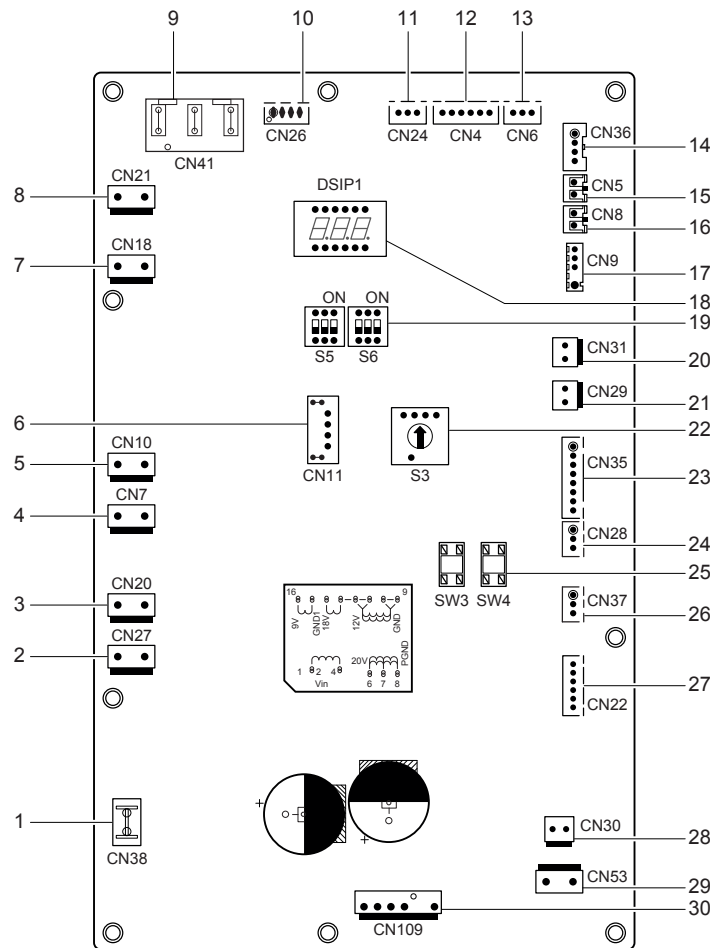 9 10 11 12 13
CN41
CN26
CN24 CN4 CN6
CN36
14
CN5
15
CN8
16
CN9
17
8 CN21
7 CN18
DSIP1
18
ON ON
19
S5 S6
CN31
20
CN29
21
6
CN11
S3
22
CN10
5
CN7
4
CN35
23
CN28
24
25
SW3 SW4
CN37
26
CN20
3
CN27
2
16 9
9V GND1 18V 12V GND
20V PGND
1 2 4 6 7 8
Vin
27
CN22
1
CN38
+
+
CN30
28
CN53
29
30
CN109